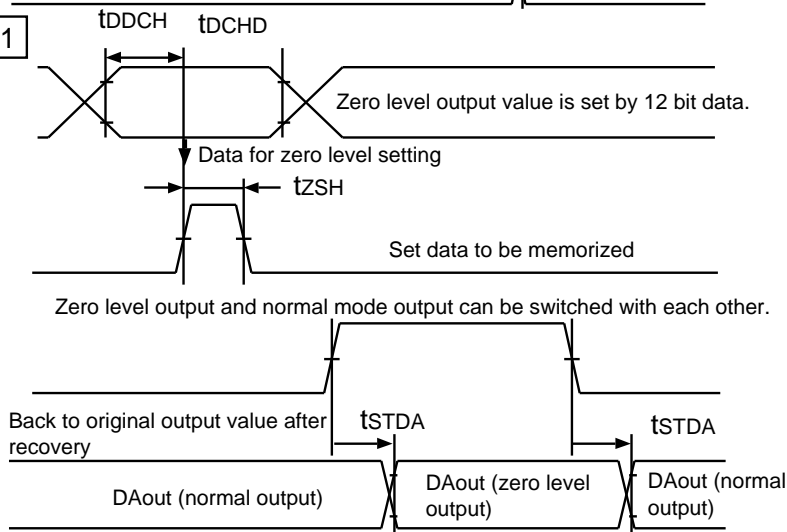 tDDCH tDCHD
1
Zero level output value is set by 12 bit data.
Data for zero level setting
tZSH
Set data to be memorized
Zero level output and normal mode output can be switched with each other.
Back to original output value after
recovery
tSTDA
tSTDA
DAout (normal output)
DAout (zero level
output)
DAout (normal
output)